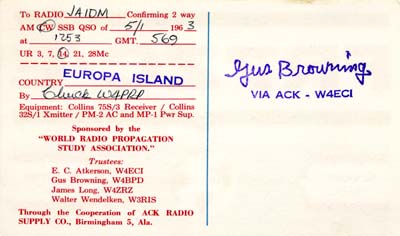 To RADIO JA1DM Confirming 2 way
AM CW SSB QSO of 5/1 1963
at 1253 GMT. 569
UR 3, 7, 14, 21, 28Mc
COUNTRY EUROPA ISLAND
By Chuck W4PRP
Equipment: Collins 75S/3 Receiver / Collins
32S/1 Xmitter / PM-2 AC and MP-1 Pwr Sup.
Sponsored by the
"WORLD RADIO PROPAGATION
STUDY ASSOCIATION."
Trustees:
E. C. Atkerson, W4ECI
Gus Browning, W4BPD
James Long, W4ZRZ
Walter Wendelken, W3RIS
Through the Cooperation of ACK RADIO
SUPPLY CO., Birmingham 5, Ala.
Gus Browning
VIA ACK - W4ECI